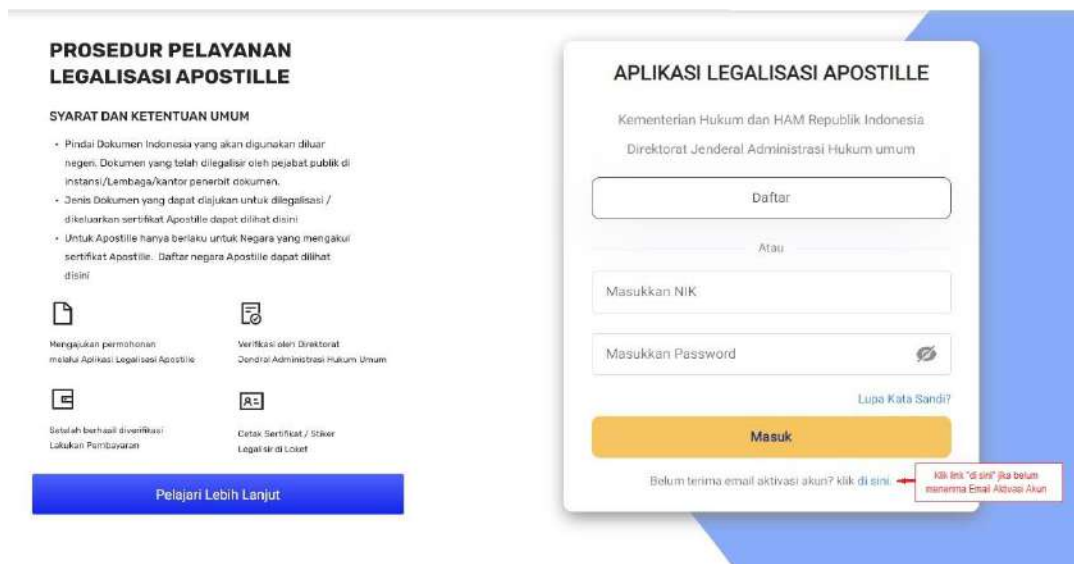 PROSEDUR PELAYANAN
LEGALISASI APOSTILLE
SYARAT DAN KETENTUAN UMUM
• Pindai Dokumen Indonesia yang akan digunakan diluar
negeri. Dokumen yang telah dilegalisir oleh pejabat publik di
instansi/Lembaga/kantor penerbit dokumen.
• Jenis Dokumen yang dapat diajukan untuk dilegalisasi /
dikeluarkan sertifikat Apostille dapat dilihat disini
• Untuk Apostille hanya berlaku untuk Negara yang mengakui
sertifikat Apostille. Daftar negara Apostille dapat dilihat
disini
Mengajukan permohonan
melalui Aplikasi Legalisasi Apostille
Verifikasi oleh Direktorat
Jendral Administrasi Hukum Umum
Setelah berhasil diverifikasi
Lakukan Pembayaran
Cetak Sertifikat / Stiker
Legalisir di Loket
Pelajari Lebih Lanjut
APLIKASI LEGALISASI APOSTILLE
Kementerian Hukum dan HAM Republik Indonesia
Direktorat Jenderal Administrasi Hukum umum
Daftar
Atau
Masukkan NIK
Masukkan Password
Lupa Kata Sandi?
Masuk
Belum terima email aktivasi akun? klik di sini.
Klik link "di sini" jika belum
menerima Email Aktivasi Akun